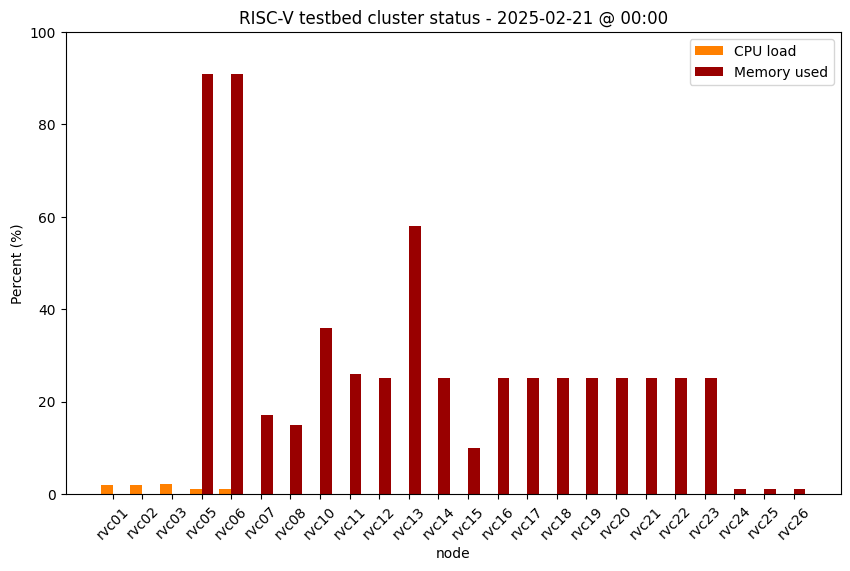 RISC-V testbed cluster status - 2025-02-21 @ 00:00
CPU load
Memory used
Percent (%)
100
80
60
40
20
0
rvc01
rvc02
rvc03
rvc05
rvc06
rvc07
rvc08
rvc10
rvc11
rvc12
rvc13
rvc14
rvc15
rvc16
rvc17
rvc18
rvc19
rvc20
rvc21
rvc22
rvc23
rvc24
rvc25
rvc26
node